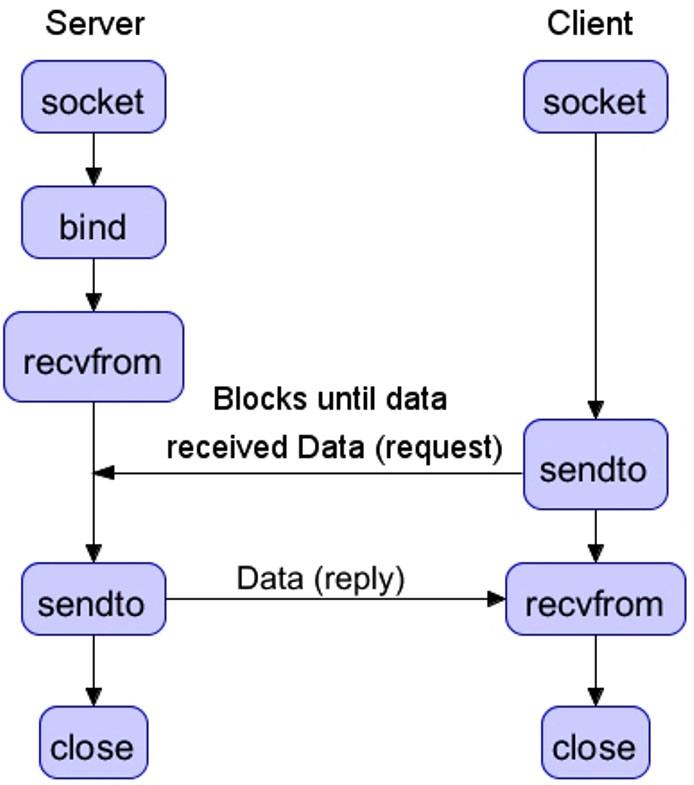 Server
Client
socket
socket
bind
recvfrom
Blocks until data
received Data (request)
sendto
sendto
Data (reply)
recvfrom
close
close